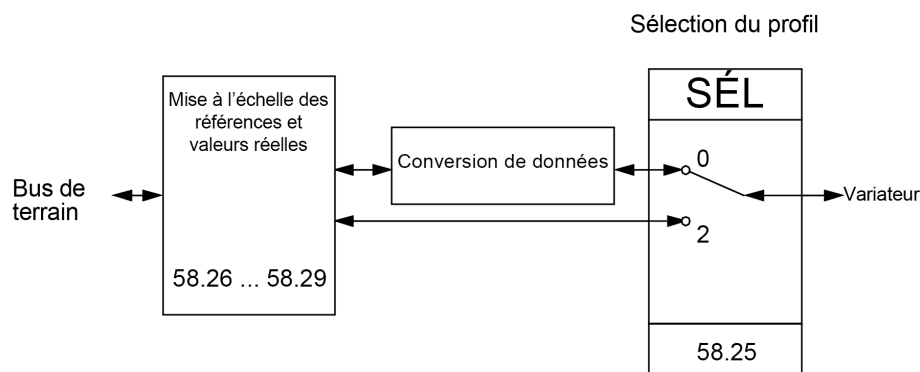 Sélection du profil
SÉL
Mise à l’échelle des
références et
valeurs réelles
Conversion de données
0
Bus de
terrain
Variateur
2
58.26 ... 58.29
58.25